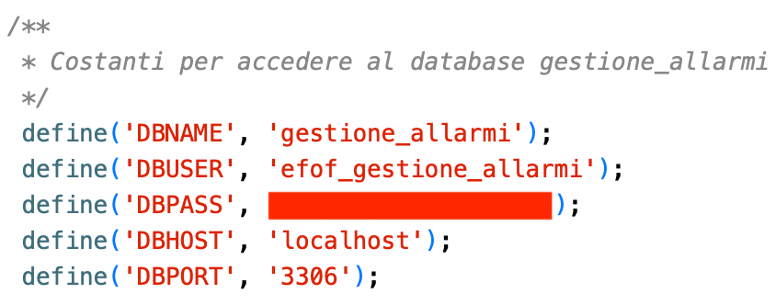 /**
* Costanti per accedere al database gestione_allarmi
*/
define('DBNAME', 'gestione_allarmi');
define('DBUSER', 'efof_gestione_allarmi');
define('DBPASS', );
define('DBHOST', 'localhost');
define('DBPORT', '3306');